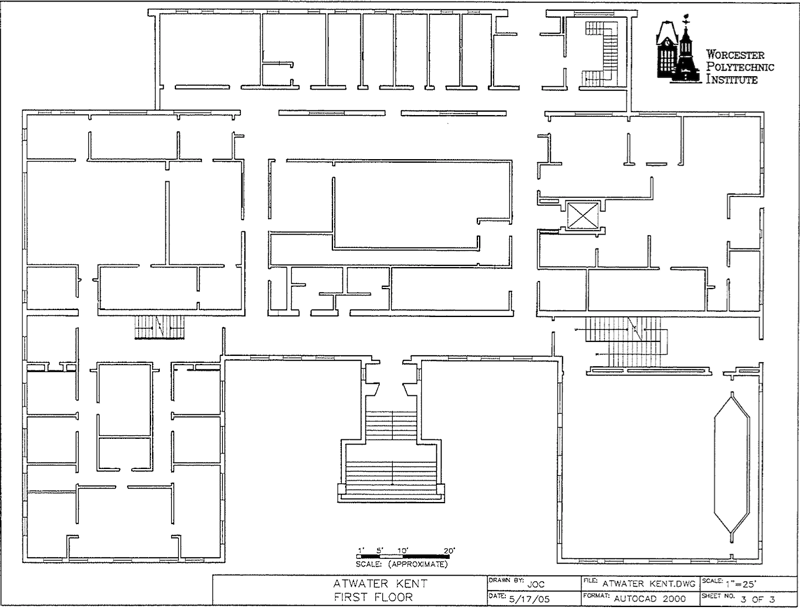 WORCESTER
POLYTECHNIC
INSTITUTE
1' 5' 10' 20'
SCALE: (APPROXIMATE)
ATWATER KENT
FIRST FLOOR
DRAWN BY: JOC
FILE: ATWATER KENT.DWG
SCALE: 1"=25'
DATE: 5/17/05
FORMAT: AUTOCAD 2000
SHEET NO. 3 OF 3